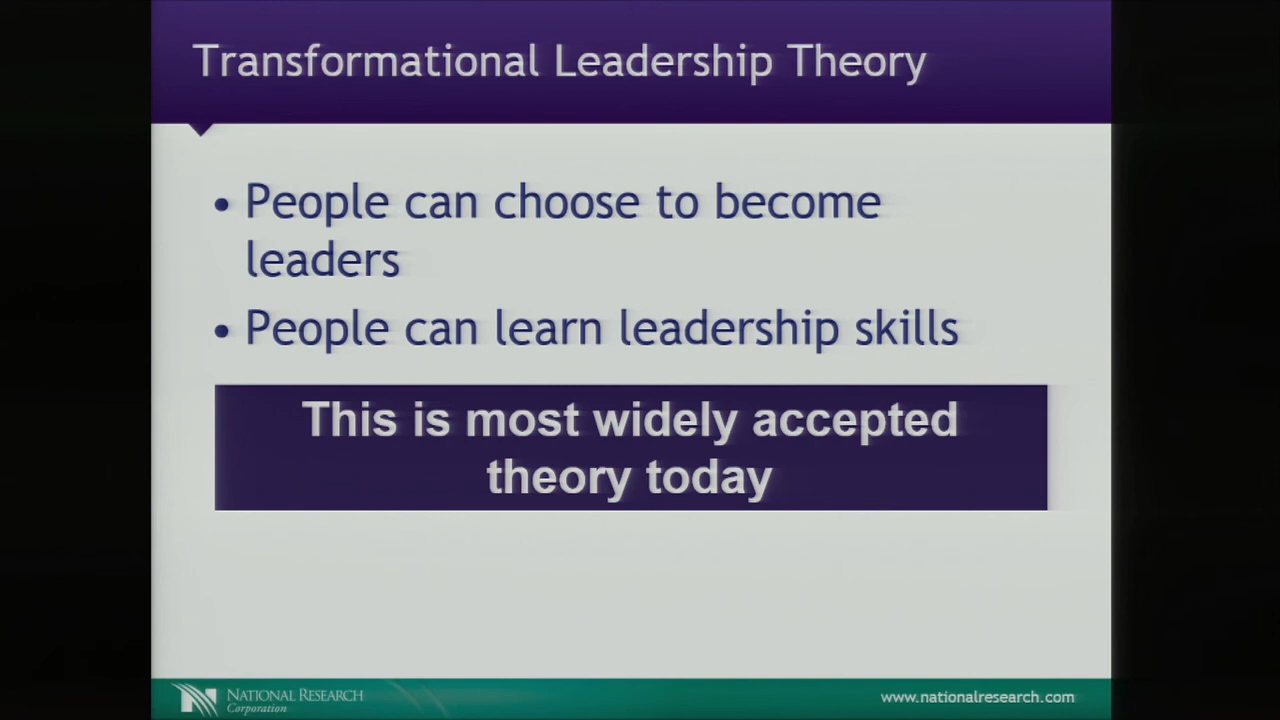 Transformational Leadership Theory
• People can choose to become
leaders
• People can learn leadership skills
This is most widely accepted
theory today
NATIONAL RESEARCH
Corporation
www.nationalresearch.com